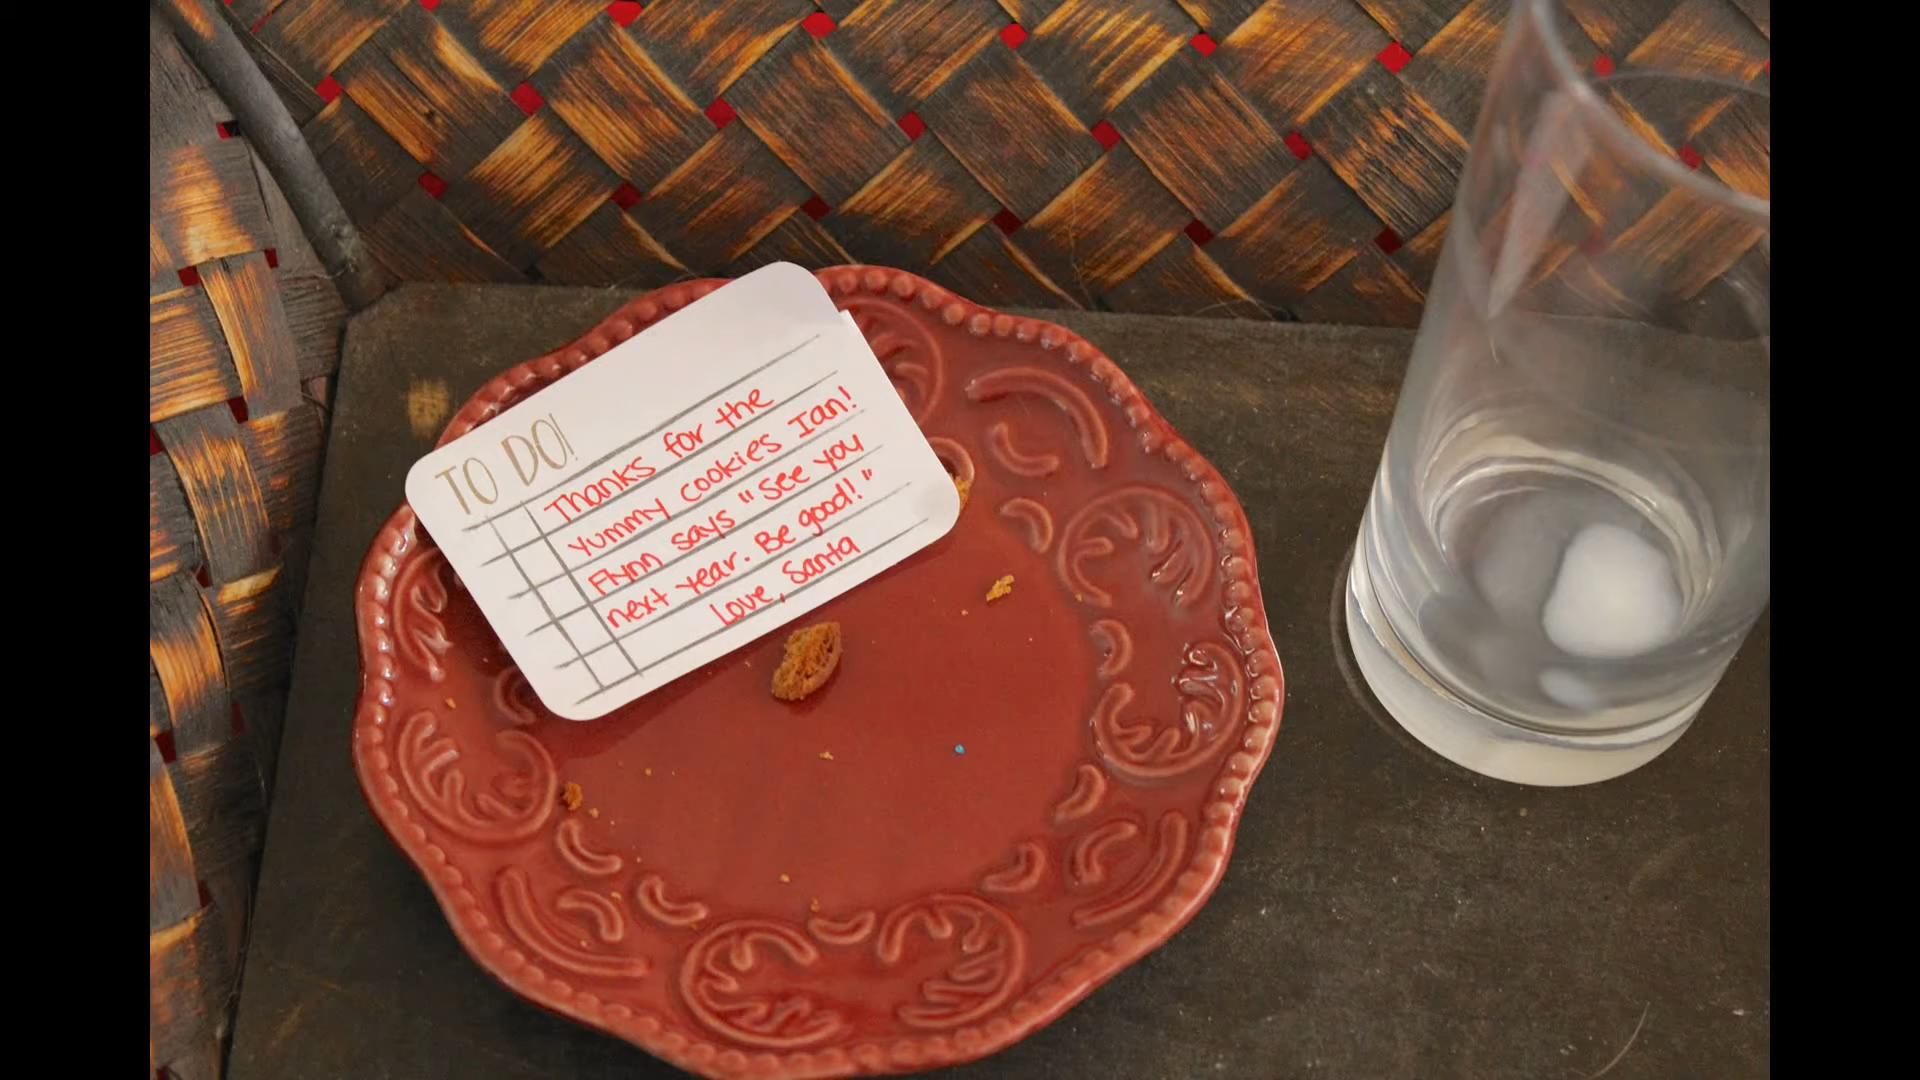 TO DO!
Thanks for the
yummy cookies Ian!
Flynn says "see you
next year. Be good!"
Love, Santa